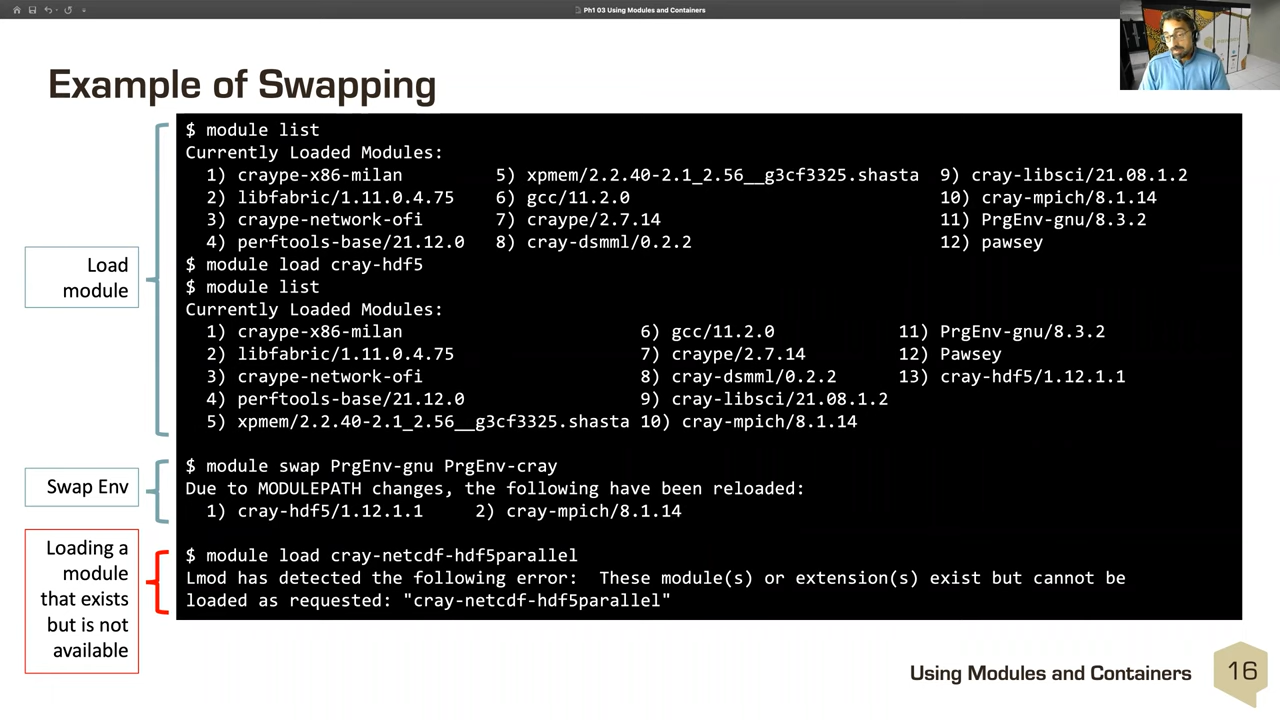 Ph1 03 Using Modules and Containers
Example of Swapping
Load
module
$ module list
Currently Loaded Modules:
1) craype-x86-milan 5) xpmem/2.2.40-2.1_2.56__g3cf3325.shasta 9) cray-libsci/21.08.1.2
2) libfabric/1.11.0.4.75 6) gcc/11.2.0 10) cray-mpich/8.1.14
3) craype-network-ofi 7) craype/2.7.14 11) PrgEnv-gnu/8.3.2
4) perftools-base/21.12.0 8) cray-dsmml/0.2.2 12) pawsey
$ module load cray-hdf5
$ module list
Currently Loaded Modules:
1) craype-x86-milan 6) gcc/11.2.0 11) PrgEnv-gnu/8.3.2
2) libfabric/1.11.0.4.75 7) craype/2.7.14 12) Pawsey
3) craype-network-ofi 8) cray-dsmml/0.2.2 13) cray-hdf5/1.12.1.1
4) perftools-base/21.12.0 9) cray-libsci/21.08.1.2
5) xpmem/2.2.40-2.1_2.56__g3cf3325.shasta 10) cray-mpich/8.1.14
Swap Env
$ module swap PrgEnv-gnu PrgEnv-cray
Due to MODULEPATH changes, the following have been reloaded:
1) cray-hdf5/1.12.1.1 2) cray-mpich/8.1.14
Loading a
module
that exists
but is not
available
$ module load cray-netcdf-hdf5parallel
Lmod has detected the following error: These module(s) or extension(s) exist but cannot be
loaded as requested: "cray-netcdf-hdf5parallel"
Using Modules and Containers 16